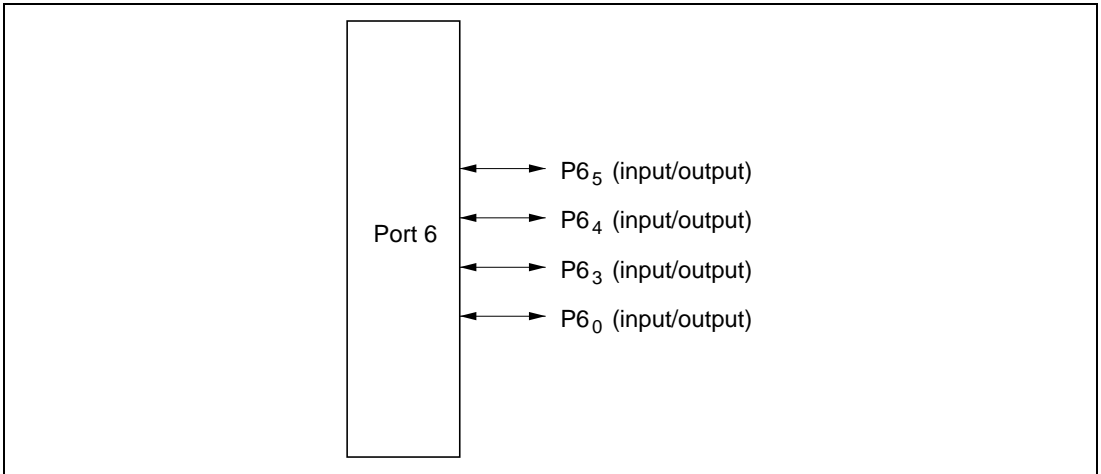 P6₅ (input/output)
P6₄ (input/output)
Port 6
P6₃ (input/output)
P6₀ (input/output)